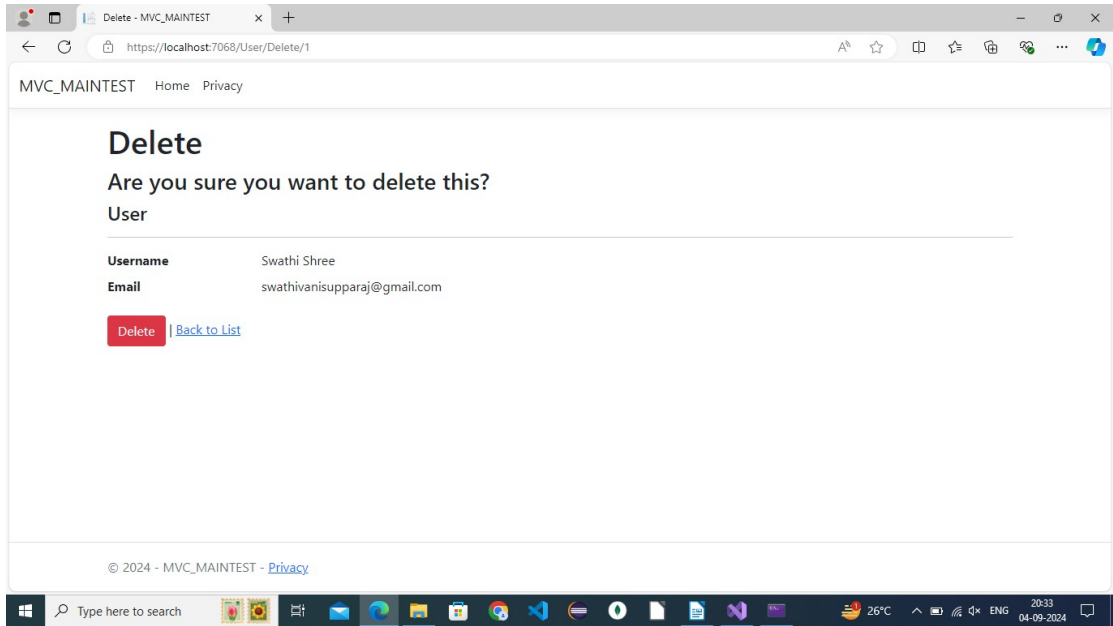 Delete - MVC_MAINTEST
https://localhost:7068/User/Delete/1
MVC_MAINTEST Home Privacy
Delete
Are you sure you want to delete this?
User
Username Swathi Shree
Email swathivanisupparaj@gmail.com
Delete | Back to List
© 2024 - MVC_MAINTEST - Privacy
Type here to search 26°C ENG 20:33
04-09-2024